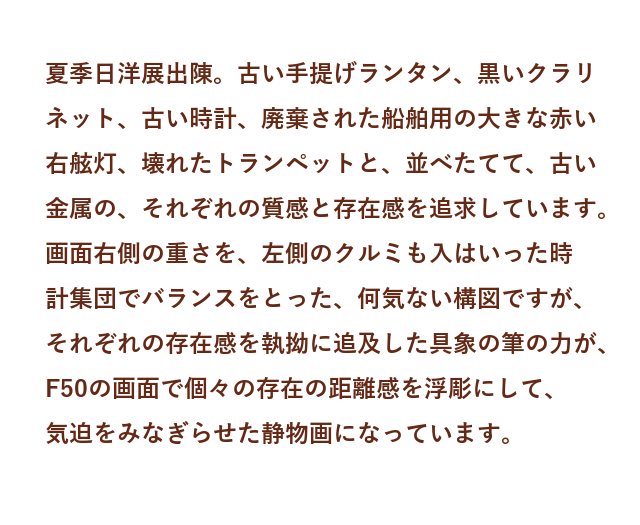 夏季日洋展出陳。古い手提げランタン、黒いクラリ
ネット、古い時計、廃棄された船舶用の大きな赤い
右舷灯、壊れたトランペットと、並べたてて、古い
金属の、それぞれの質感と存在感を追求しています。
画面右側の重さを、左側のクルミも入はいった時
計集団でバランスをとった、何気ない構図ですが、
それぞれの存在感を執拗に追及した具象の筆の力が、
F50の画面で個々の存在の距離感を浮彫にして、
気迫をみなぎらせた静物画になっています。